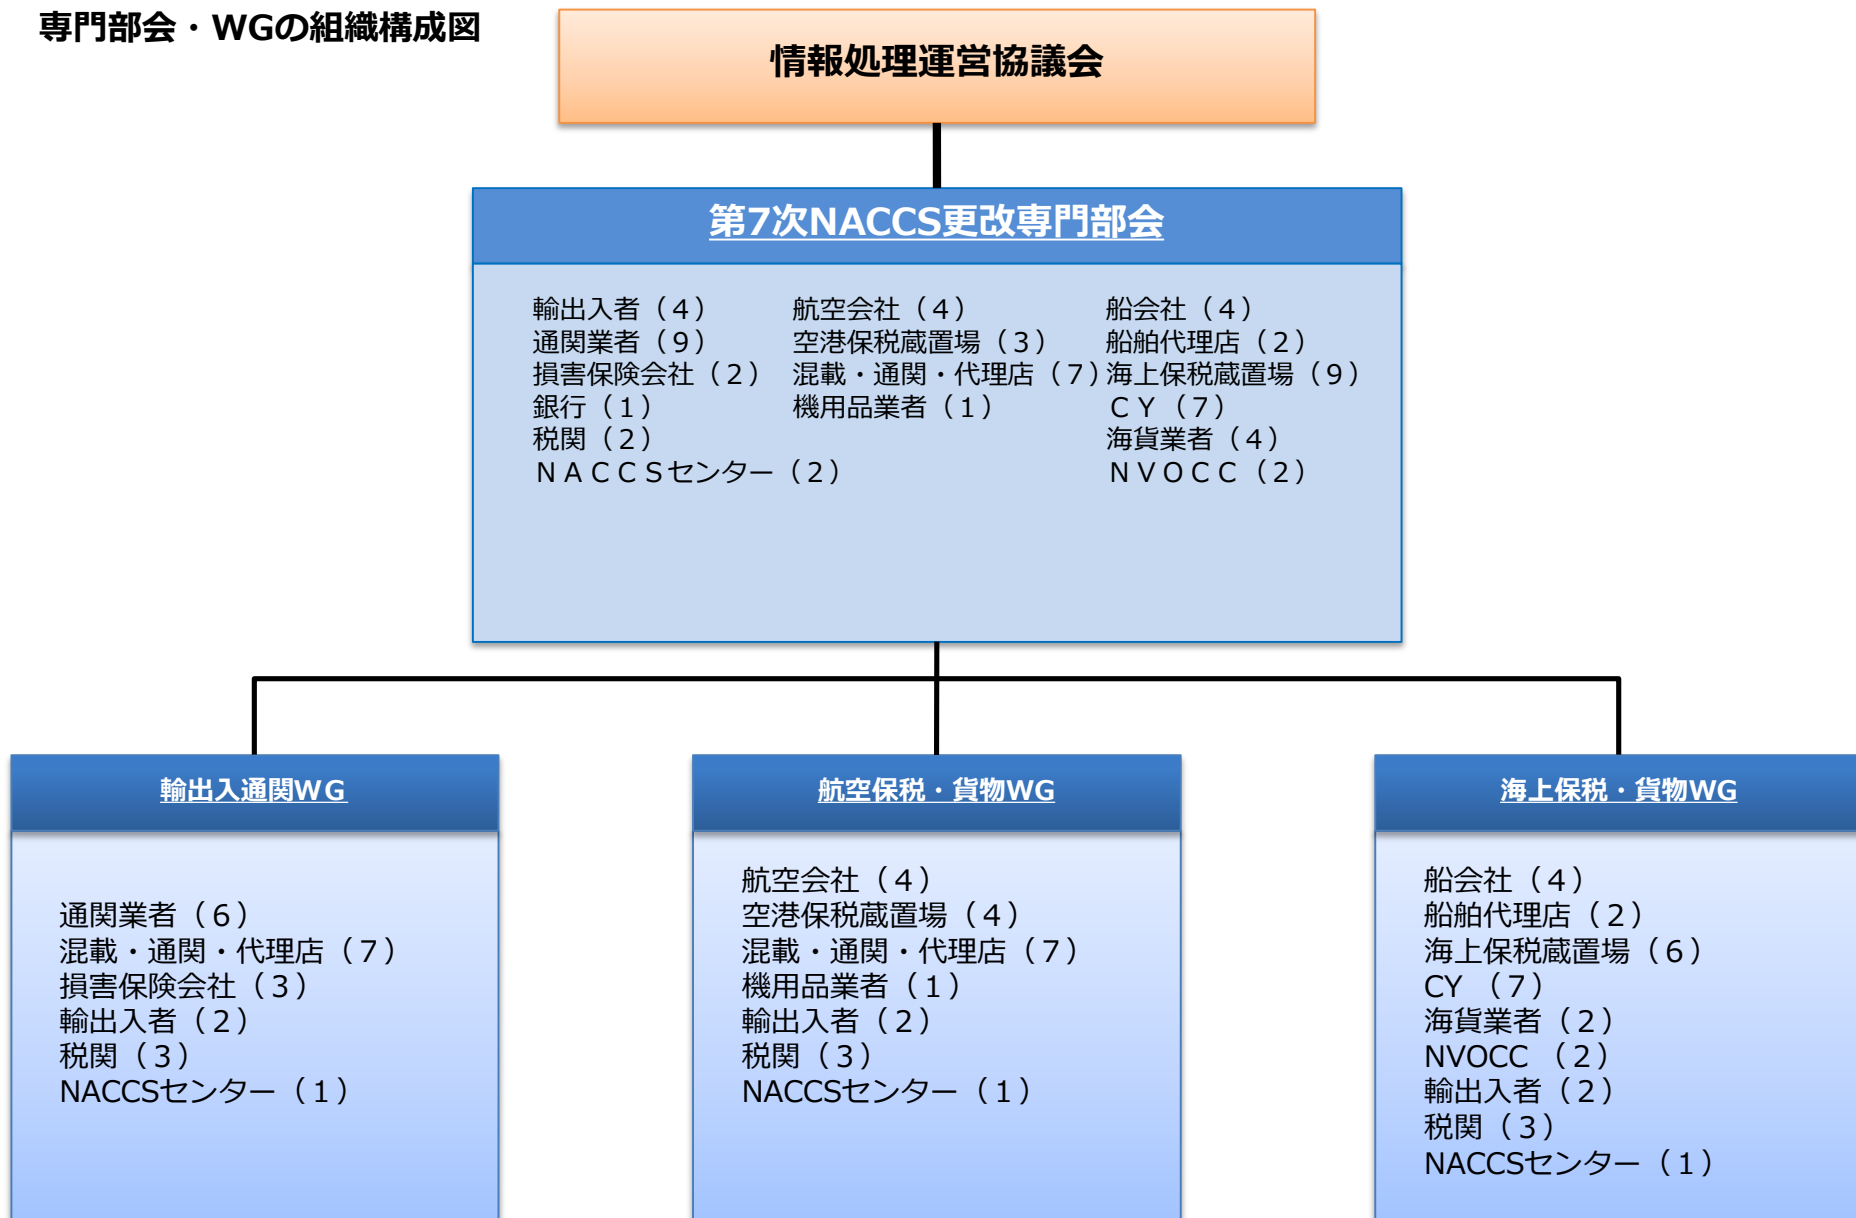 専門部会・WGの組織構成図
情報処理運営協議会
第7次NACCS更改専門部会
輸出入者（４）
通関業者（９）
損害保険会社（２）
銀行（１）
税関（２）
ＮＡＣＣＳセンター（２）
航空会社（４）
空港保税蔵置場（３）
混載・通関・代理店（７）
機用品業者（１）
船会社（４）
船舶代理店（２）
海上保税蔵置場（９）
ＣＹ（７）
海貨業者（４）
ＮＶＯＣＣ（２）
輸出入通関WG
通関業者（６）
混載・通関・代理店（７）
損害保険会社（３）
輸出入者（２）
税関（３）
NACCSセンター（１）
航空保税・貨物WG
航空会社（４）
空港保税蔵置場（４）
混載・通関・代理店（７）
機用品業者（１）
輸出入者（２）
税関（３）
NACCSセンター（１）
海上保税・貨物WG
船会社（４）
船舶代理店（２）
海上保税蔵置場（６）
CY （７）
海貨業者（２）
NVOCC （２）
輸出入者（２）
税関（３）
NACCSセンター（１）